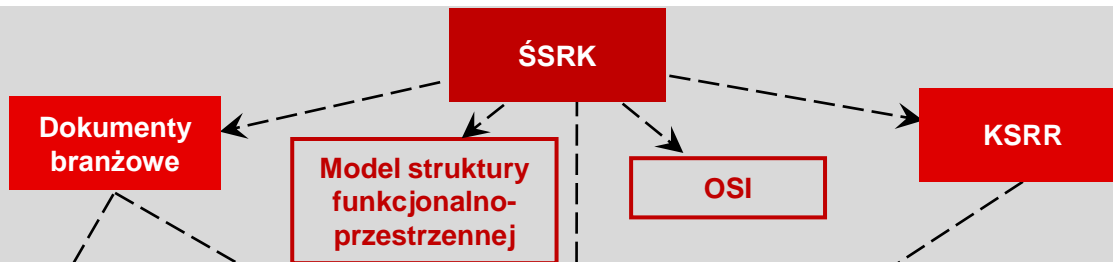 ŚSRK
Dokumenty
branżowe
Model struktury
funkcjonalno-
przestrzennej
OSI
KSRR